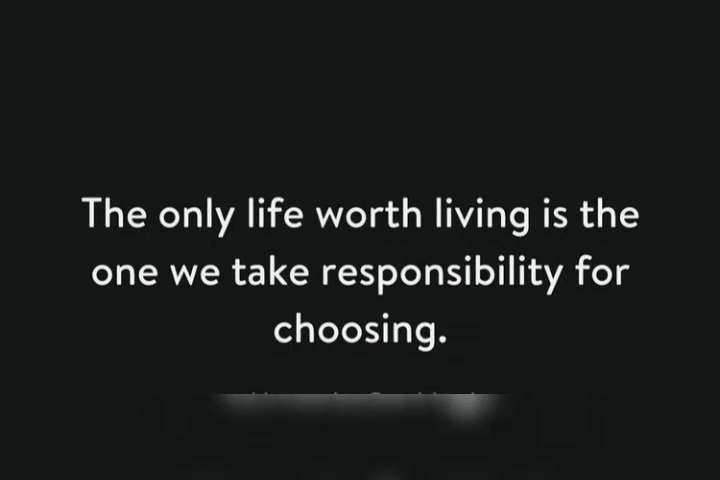 The only life worth living is the
one we take responsibility for
choosing.